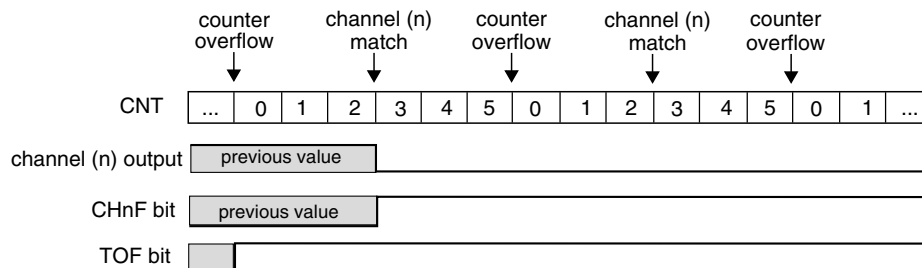 counter
overflow
channel (n)
match
counter
overflow
channel (n)
match
counter
overflow
CNT ... 0 1 2 3 4 5 0 1 2 3 4 5 0 1 ...
channel (n) output previous value
CHnF bit previous value
TOF bit